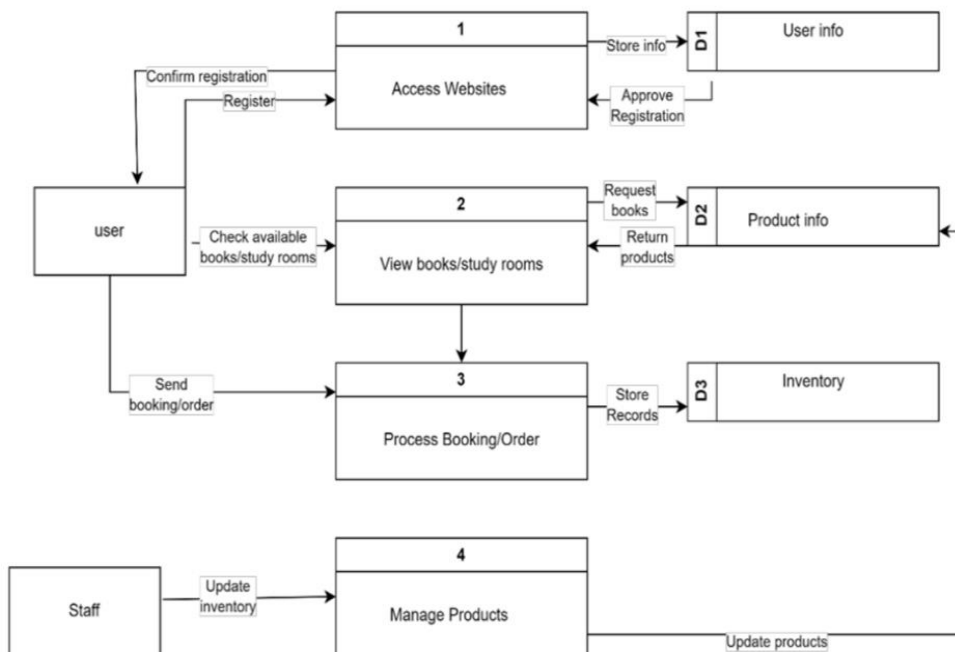 1
Access Websites
Store info
D1
User info
Confirm registration
Register
Approve
Registration
user
2
View books/study rooms
Request
books
D2
Product info
Check available
books/study rooms
Return
products
3
Process Booking/Order
Send
booking/order
Store
Records
D3
Inventory
4
Manage Products
Staff
Update
inventory
Update products